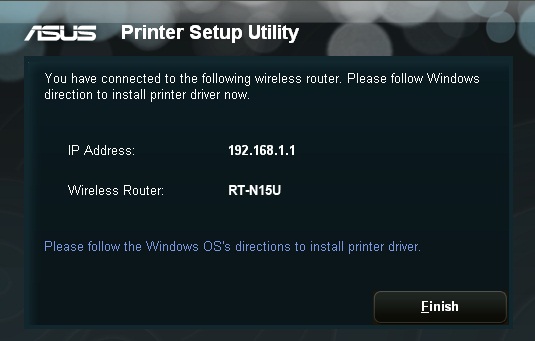 ASUS Printer Setup Utility
You have connected to the following wireless router. Please follow Windows
direction to install printer driver now.
IP Address: 192.168.1.1
Wireless Router: RT-N15U
Please follow the Windows OS's directions to install printer driver.
Finish